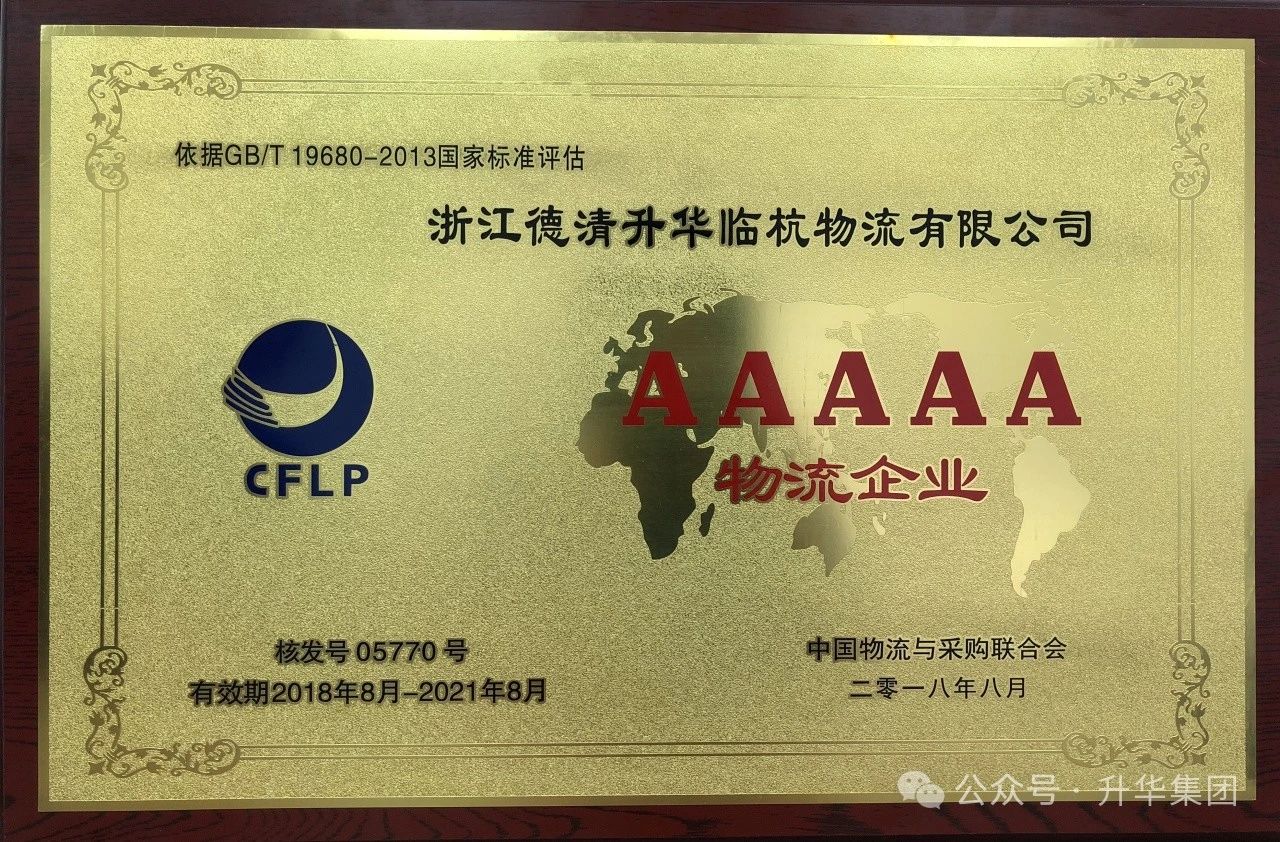 依据GB/T 19680-2013国家标准评估
浙江德清升华临杭物流有限公司
CFLP
AAAAA
物流企业
核发号 05770 号
有效期2018年8月-2021年8月
中国物流与采购联合会
二零一八年八月
公众号 · 升华集团